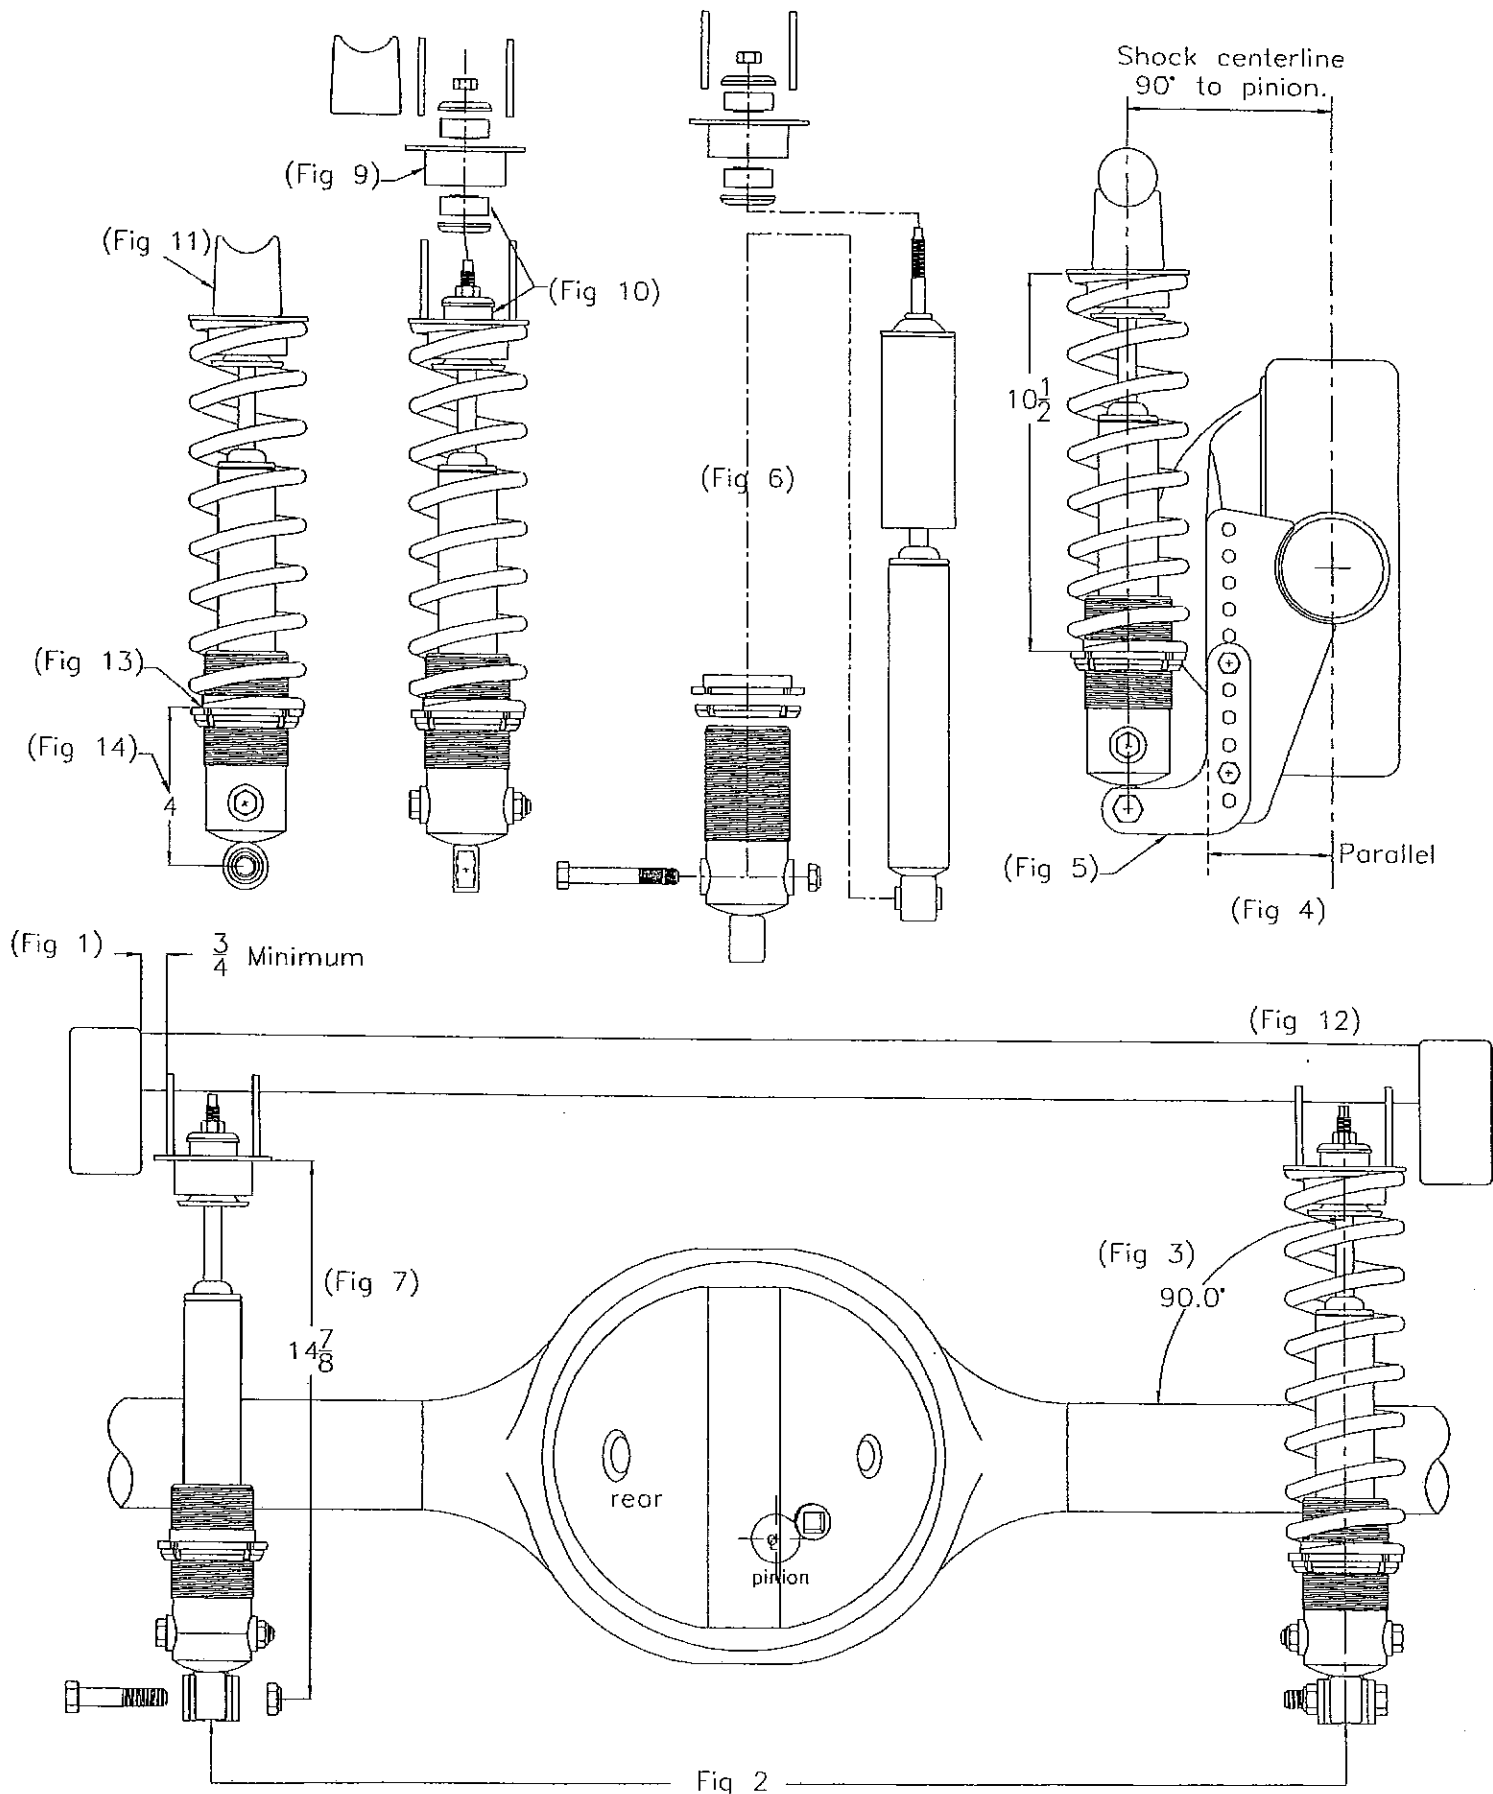 Shock centerline
90° to pinion.
(Fig 9)
(Fig 11)
(Fig 10)
10 1/2
(Fig 6)
(Fig 13)
(Fig 14)
4
(Fig 5)
Parallel
(Fig 4)
(Fig 1)
3/4 Minimum
(Fig 12)
(Fig 3)
90.0°
(Fig 7)
14 7/8
rear
pinion
Fig 2